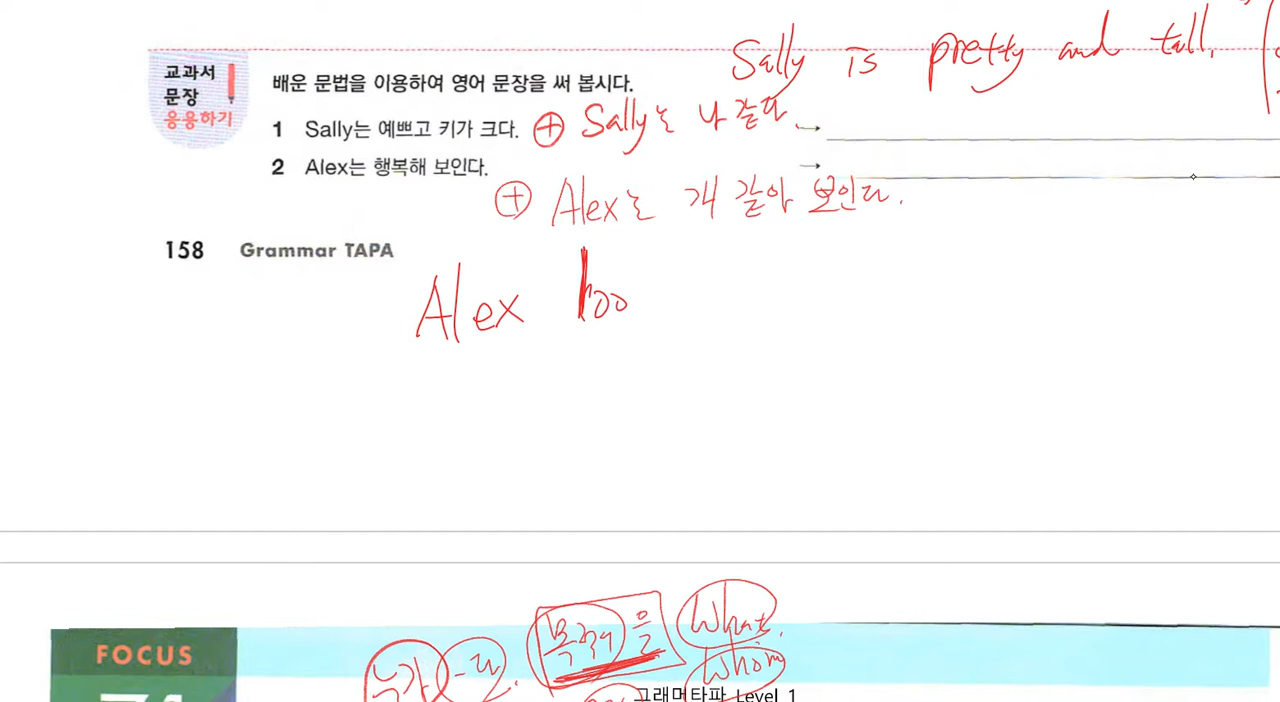 Sally is pretty and tall.
교과서
문장
응용하기
배운 문법을 이용하여 영어 문장을 써 봅시다.
1 Sally는 예쁘고 키가 크다. ⊕ Sally는 나 같다. →
2 Alex는 행복해 보인다. →
⊕ Alex는 개 같아 보인다.
158 Grammar TAPA
Alex loo
목적어 을 What
누가 -다. whom
FOCUS
그래머타파 Level 1